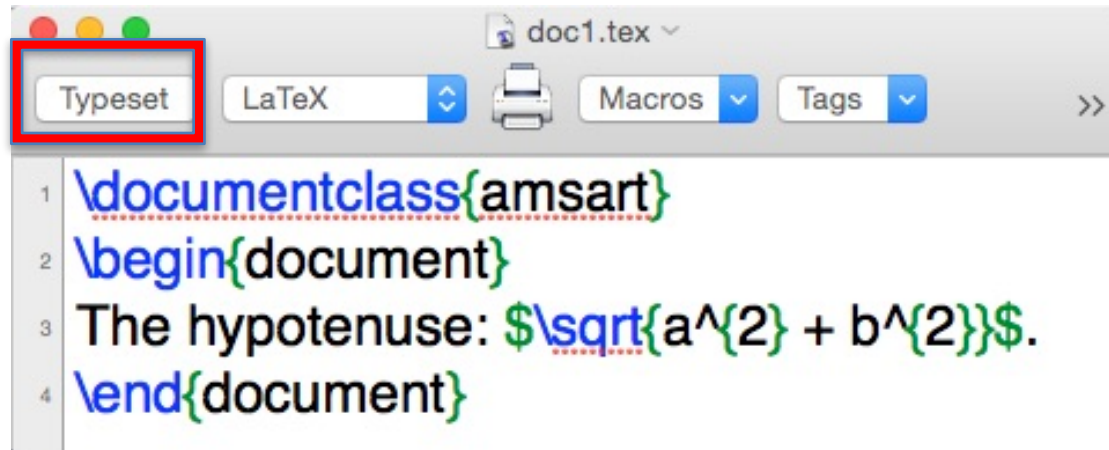 doc1.tex
Typeset LaTeX Macros Tags >>
1 \documentclass{amsart}
2 \begin{document}
3 The hypotenuse: $\sqrt{a^{2} + b^{2}}$.
4 \end{document}